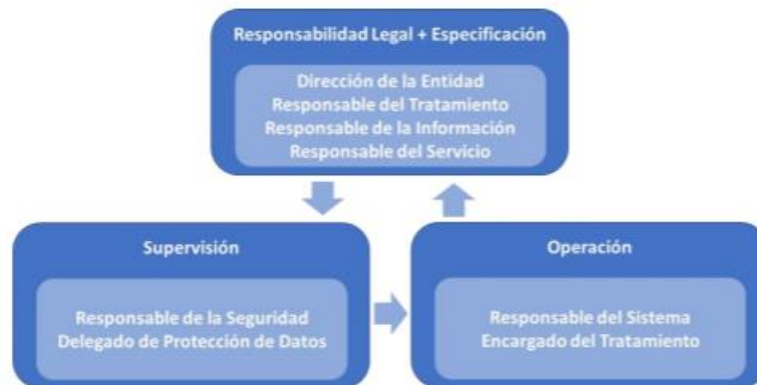 Responsabilidad Legal + Especificación
Dirección de la Entidad
Responsable del Tratamiento
Responsable de la Información
Responsable del Servicio
Supervisión
Responsable de la Seguridad
Delegado de Protección de Datos
Operación
Responsable del Sistema
Encargado del Tratamiento